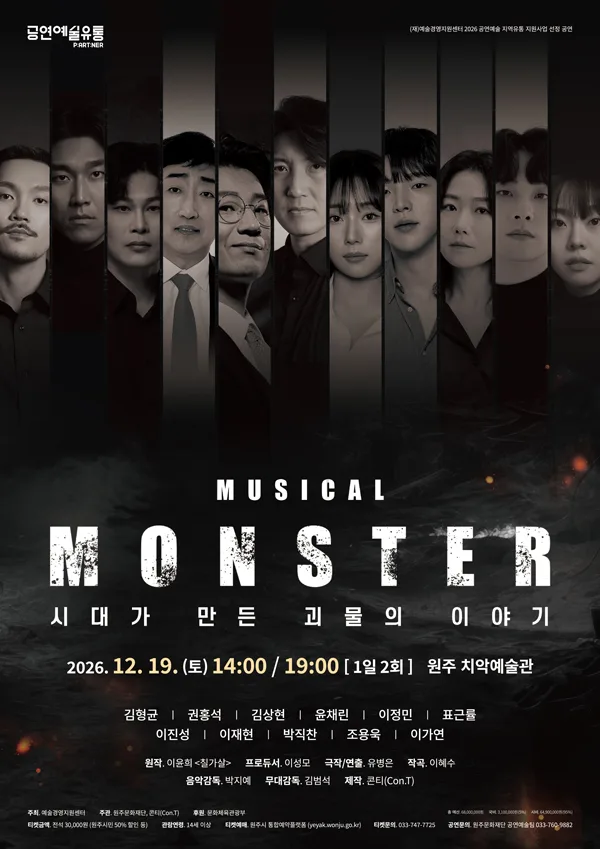 공연예술유통
P:ART:NER
(재)예술경영지원센터 2026 공연예술 지역유통 지원사업 선정 공연
MUSICAL
MONSTER
시대가 만든 괴물의 이야기
2026. 12. 19. (토) 14:00 / 19:00 [ 1일 2회 ] 원주 치악예술관
김형균 | 권홍석 | 김상현 | 윤채린 | 이정민 | 표근률
이진성 | 이재현 | 박직찬 | 조용욱 | 이가연
원작. 이윤희 <칠가살> 프로듀서. 이성모 극작/연출. 유병은 작곡. 이혜수
음악감독. 박지예 무대감독. 김범석 제작. 콘티(Con.T)
주최. 예술경영지원센터 주관. 원주문화재단, 콘티(Con.T) 후원. 문화체육관광부
티켓금액. 전석 30,000원 (원주시민 50% 할인 등) 관람연령. 14세 이상 티켓예매. 원주시 통합예약플랫폼 (yeyak.wonju.go.kr) 티켓문의. 033-747-7725 공연문의. 원주문화재단 공연예술팀 033-760-9882